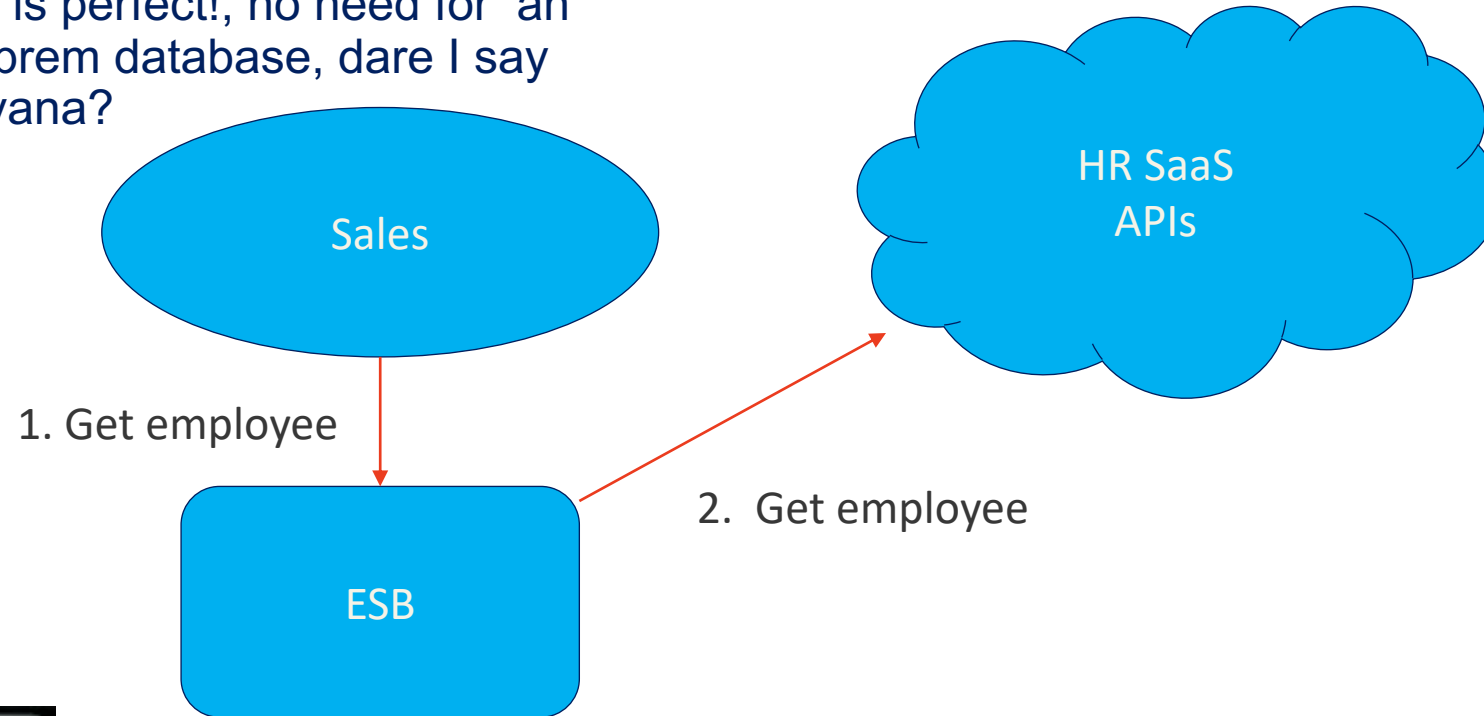 is perfect!, no need for an
prem database, dare I say
vana?
Sales
HR SaaS
APIs
1. Get employee
2. Get employee
ESB